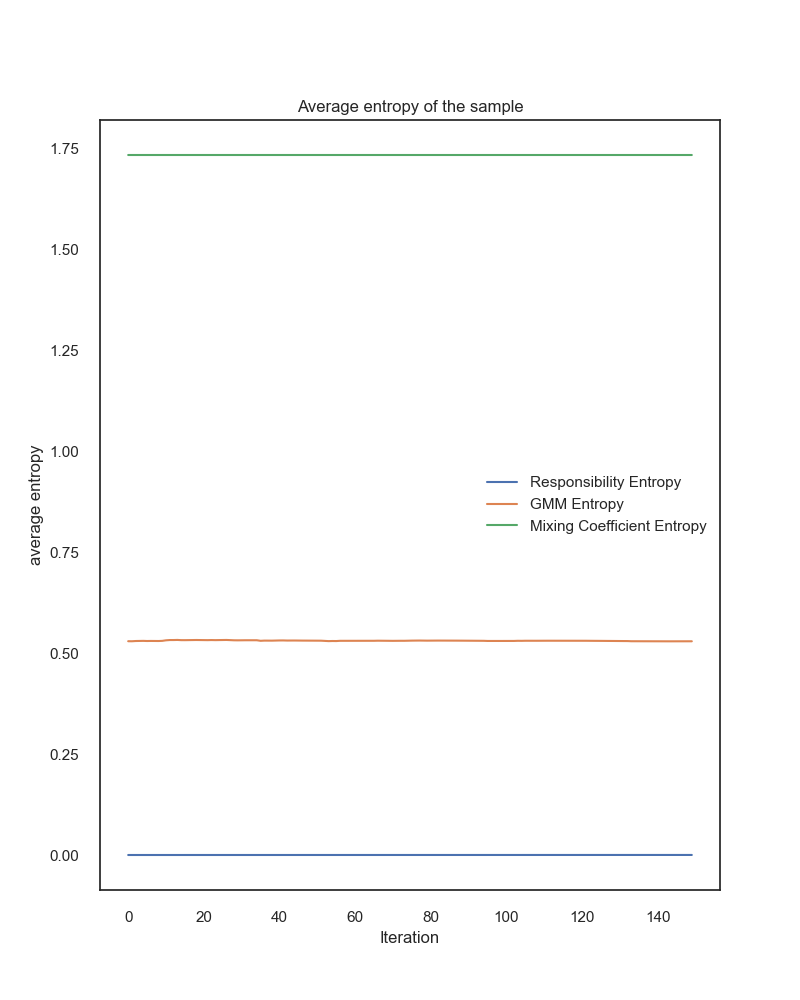 Average entropy of the sample
1.75
1.50
1.25
1.00
0.75
0.50
0.25
0.00
average entropy
Responsibility Entropy
GMM Entropy
Mixing Coefficient Entropy
0 20 40 60 80 100 120 140
Iteration